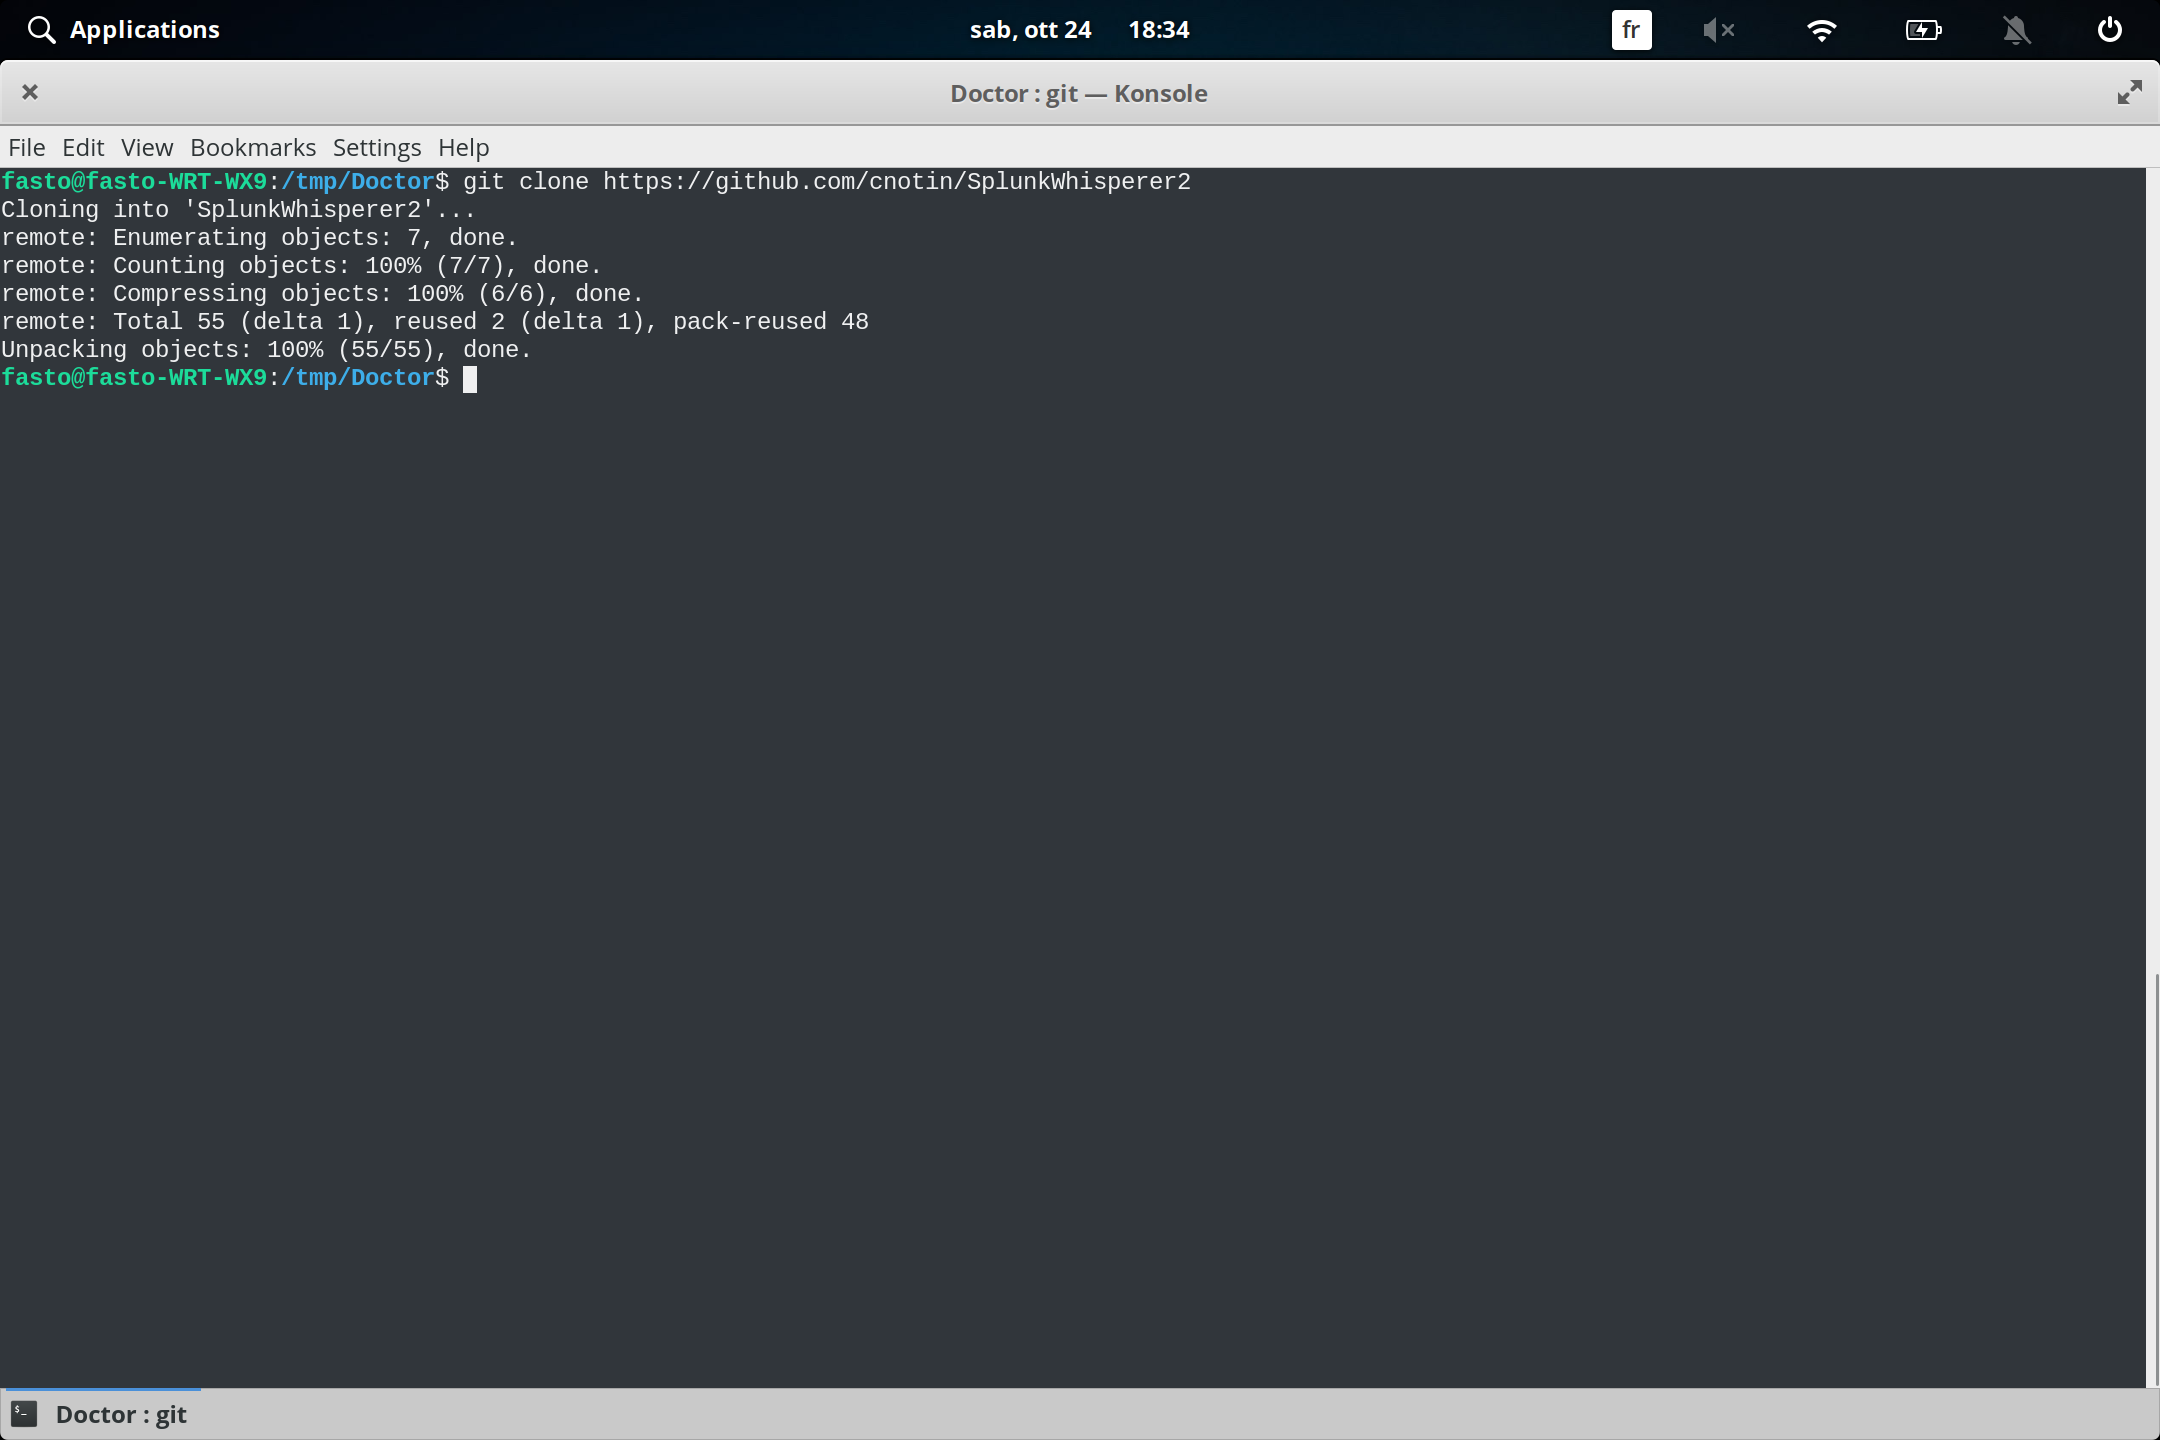 Applications
sab, ott 24 18:34
fr
Doctor : git — Konsole
File Edit View Bookmarks Settings Help
fasto@fasto-WRT-WX9:/tmp/Doctor$ git clone https://github.com/cnotin/SplunkWhisperer2
Cloning into 'SplunkWhisperer2'...
remote: Enumerating objects: 7, done.
remote: Counting objects: 100% (7/7), done.
remote: Compressing objects: 100% (6/6), done.
remote: Total 55 (delta 1), reused 2 (delta 1), pack-reused 48
Unpacking objects: 100% (55/55), done.
fasto@fasto-WRT-WX9:/tmp/Doctor$
Doctor : git